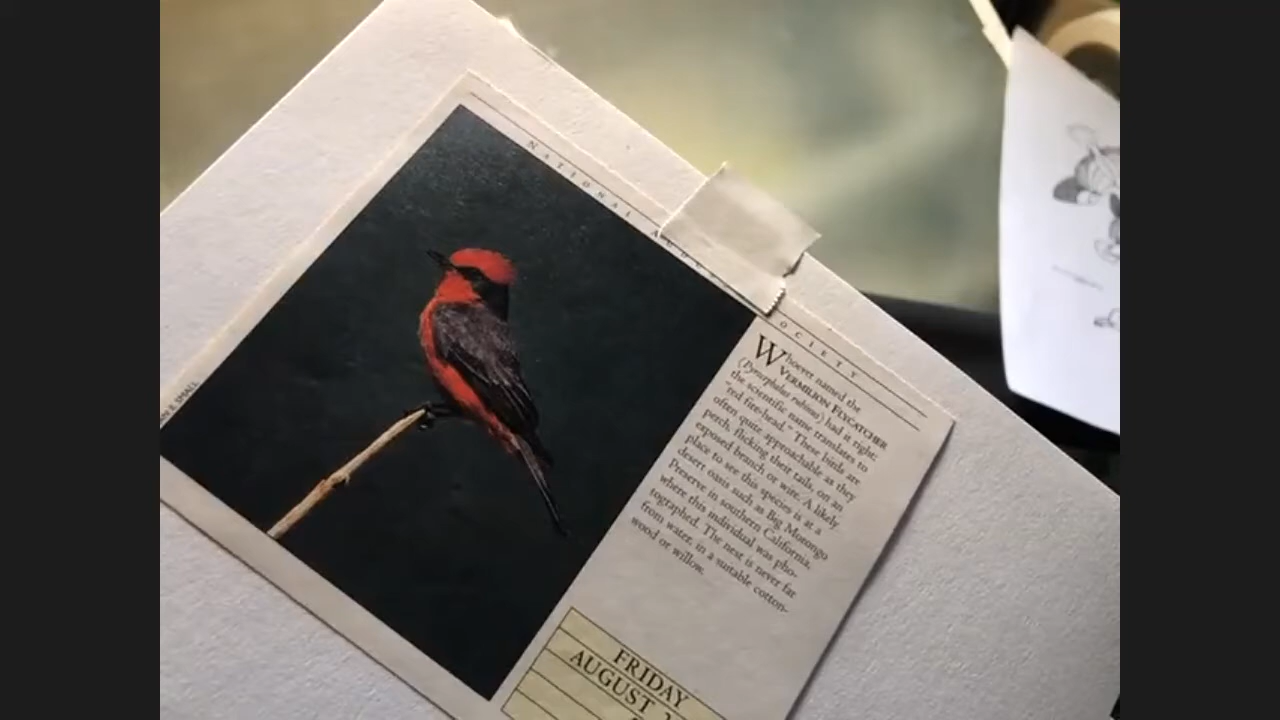 NATIONAL AUDU
OCIETY
N R SMALL
Whoever named the
VERMILION FLYCATCHER
(Pyrocephalus rubinus) had it right;
the scientific name translates to
"red fire-head." These birds are
often quite approachable as they
perch, flicking their tails, on an
exposed branch or wire. A likely
place to see this species is at a
desert oasis such as Big Morongo
Preserve in southern California,
where this individual was pho-
tographed. The nest is never far
from water, in a suitable cotton-
wood or willow.
FRIDAY
AUGUST